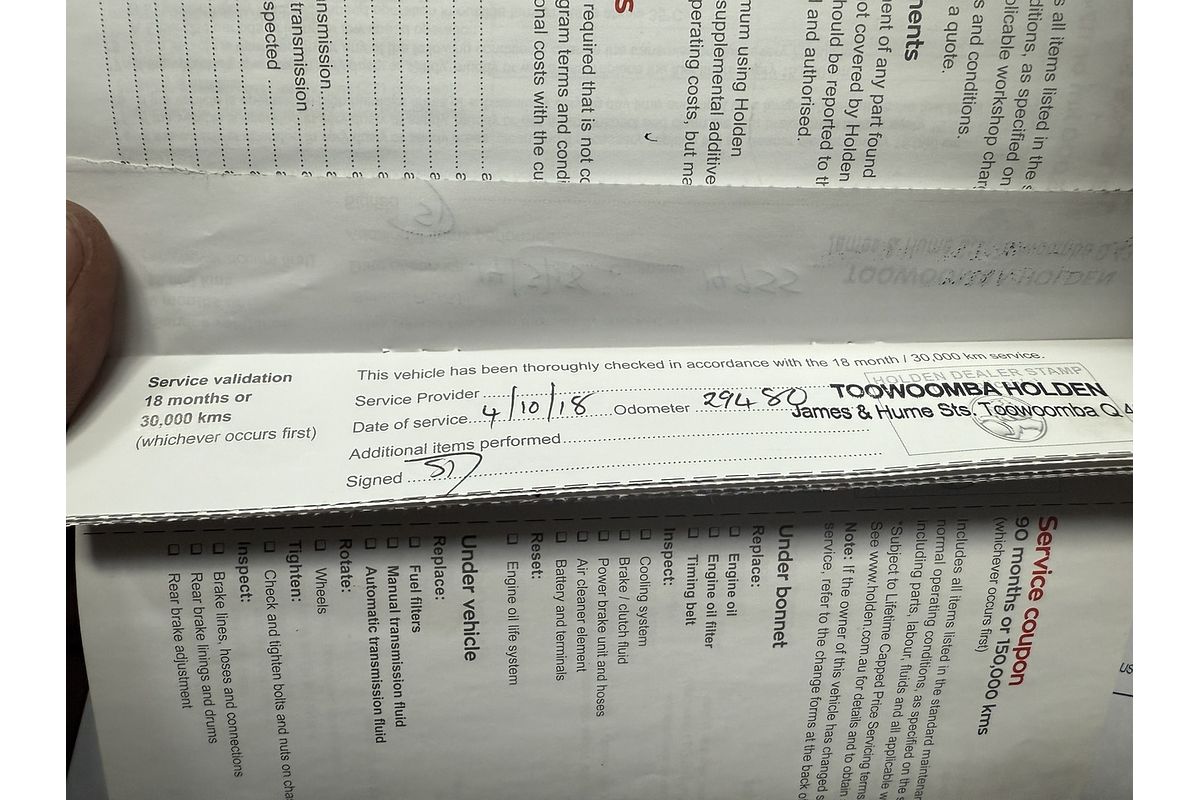 s all items listed in the
ditions, as specified on
plicable workshop char
s and conditions.
a quote.
nents
ent of any part found
ot covered by Holden
hould be reported to th
and authorised.
mum using Holden
supplemental additive
perating costs, but ma
s
required that is not co
gram terms and condi
onal costs with the cu
nsmission.
transmission
spected
Service validation
18 months or
30,000 kms
(whichever occurs first)
This vehicle has been thoroughly checked in accordance with the 18 month / 30,000 km service.
Service Provider
HOLDEN DEALER STAMP
TOOWOOMBA HOLDEN
Date of service 4/10/18 Odometer 29480
James & Hume Sts. Toowoomba Q
Additional items performed
Signed
Service coupon
90 months or 150,000 kms
(whichever occurs first)
Includes all items listed in the standard maintenan
normal operating conditions, as specified on the s
including parts, labour, fluids and all applicable w
*Subject to Lifetime Capped Price Servicing terms
See www.holden.com.au for details and to obtain
Note: If the owner of this vehicle has changed s
service, refer to the change forms at the back o
Under bonnet
Replace:
Engine oil
Engine oil filter
Timing belt
Inspect:
Cooling system
Brake / clutch fluid
Power brake unit and hoses
Air cleaner element
Battery and terminals
Reset:
Engine oil life system
Under vehicle
Replace:
Fuel filters
Manual transmission fluid
Automatic transmission fluid
Rotate:
Wheels
Tighten:
Check and tighten bolts and nuts on cha
Inspect:
Brake lines, hoses and connections
Rear brake linings and drums
Rear brake adjustment